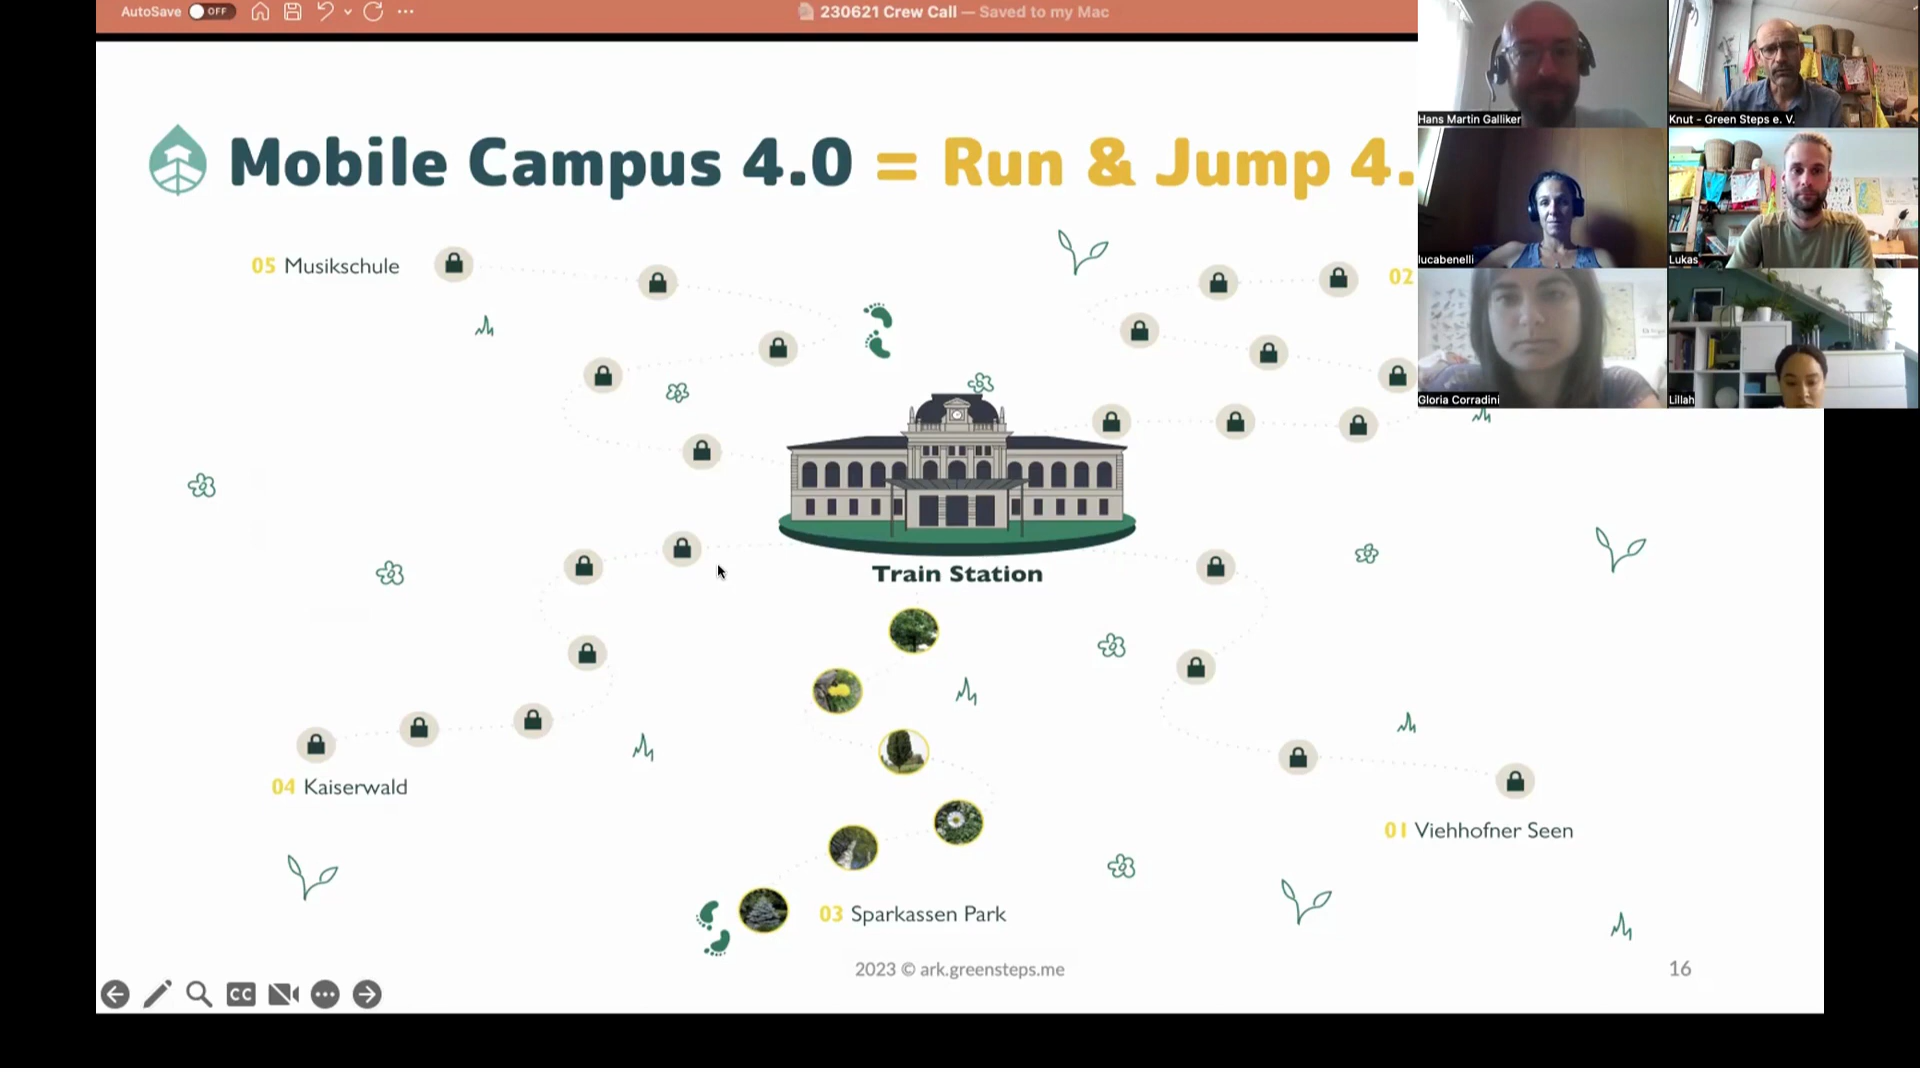 AutoSave OFF
230621 Crew Call — Saved to my Mac
Mobile Campus 4.0 = Run & Jump 4.
05 Musikschule
02
Train Station
04 Kaiserwald
01 Viehhofner Seen
03 Sparkassen Park
2023 © ark.greensteps.me
16
CC
Hans Martin Galliker
Knut - Green Steps e. V.
lucabenelli
Lukas
Gloria Corradini
Lillah